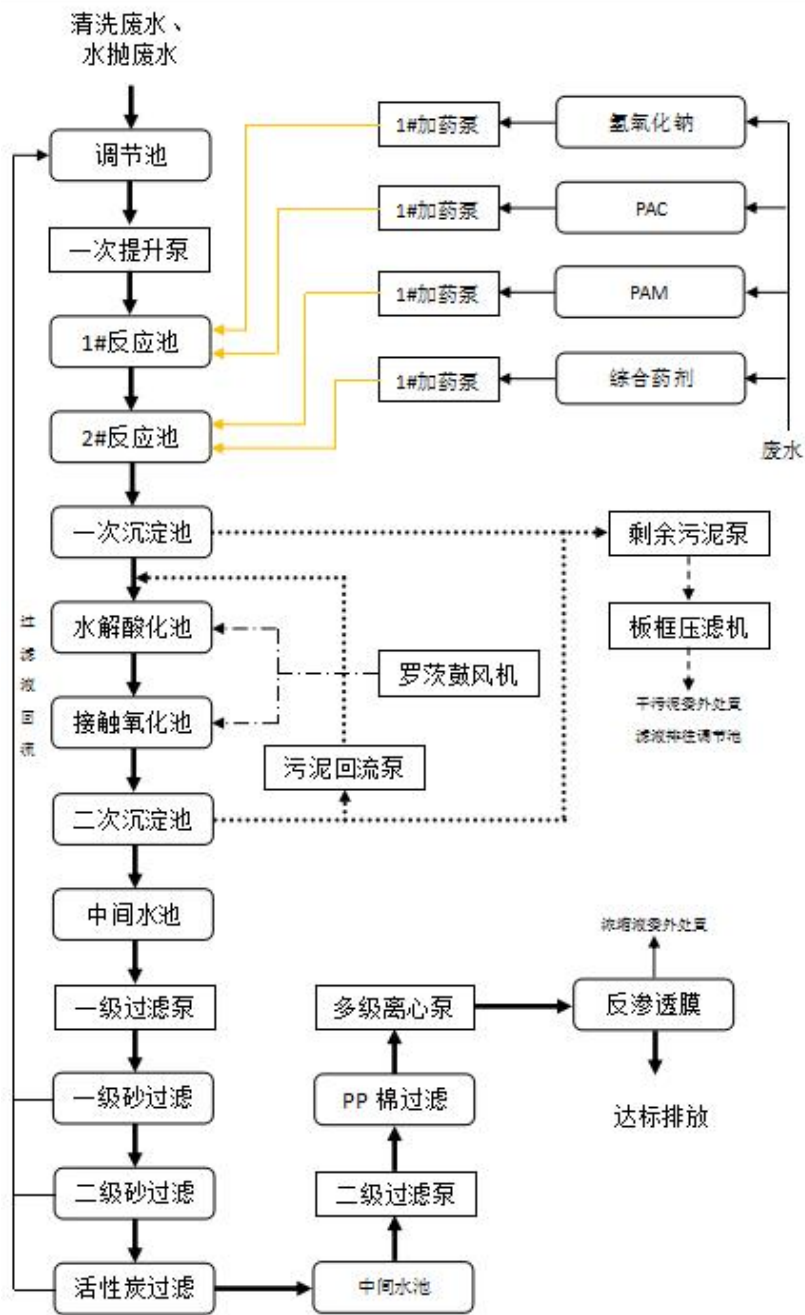 清洗废水、
水抛废水
调节池
一次提升泵
1#反应池
2#反应池
1#加药泵
氢氧化钠
1#加药泵
PAC
1#加药泵
PAM
1#加药泵
综合药剂
废水
一次沉淀池
剩余污泥泵
水解酸化池
板框压滤机
罗茨鼓风机
接触氧化池
干污泥委外处置
滤液排往调节池
污泥回流泵
二次沉淀池
过滤液回流
中间水池
一级过滤泵
一级砂过滤
二级砂过滤
活性炭过滤
中间水池
二级过滤泵
PP 棉过滤
多级离心泵
反渗透膜
浓缩液委外处置
达标排放